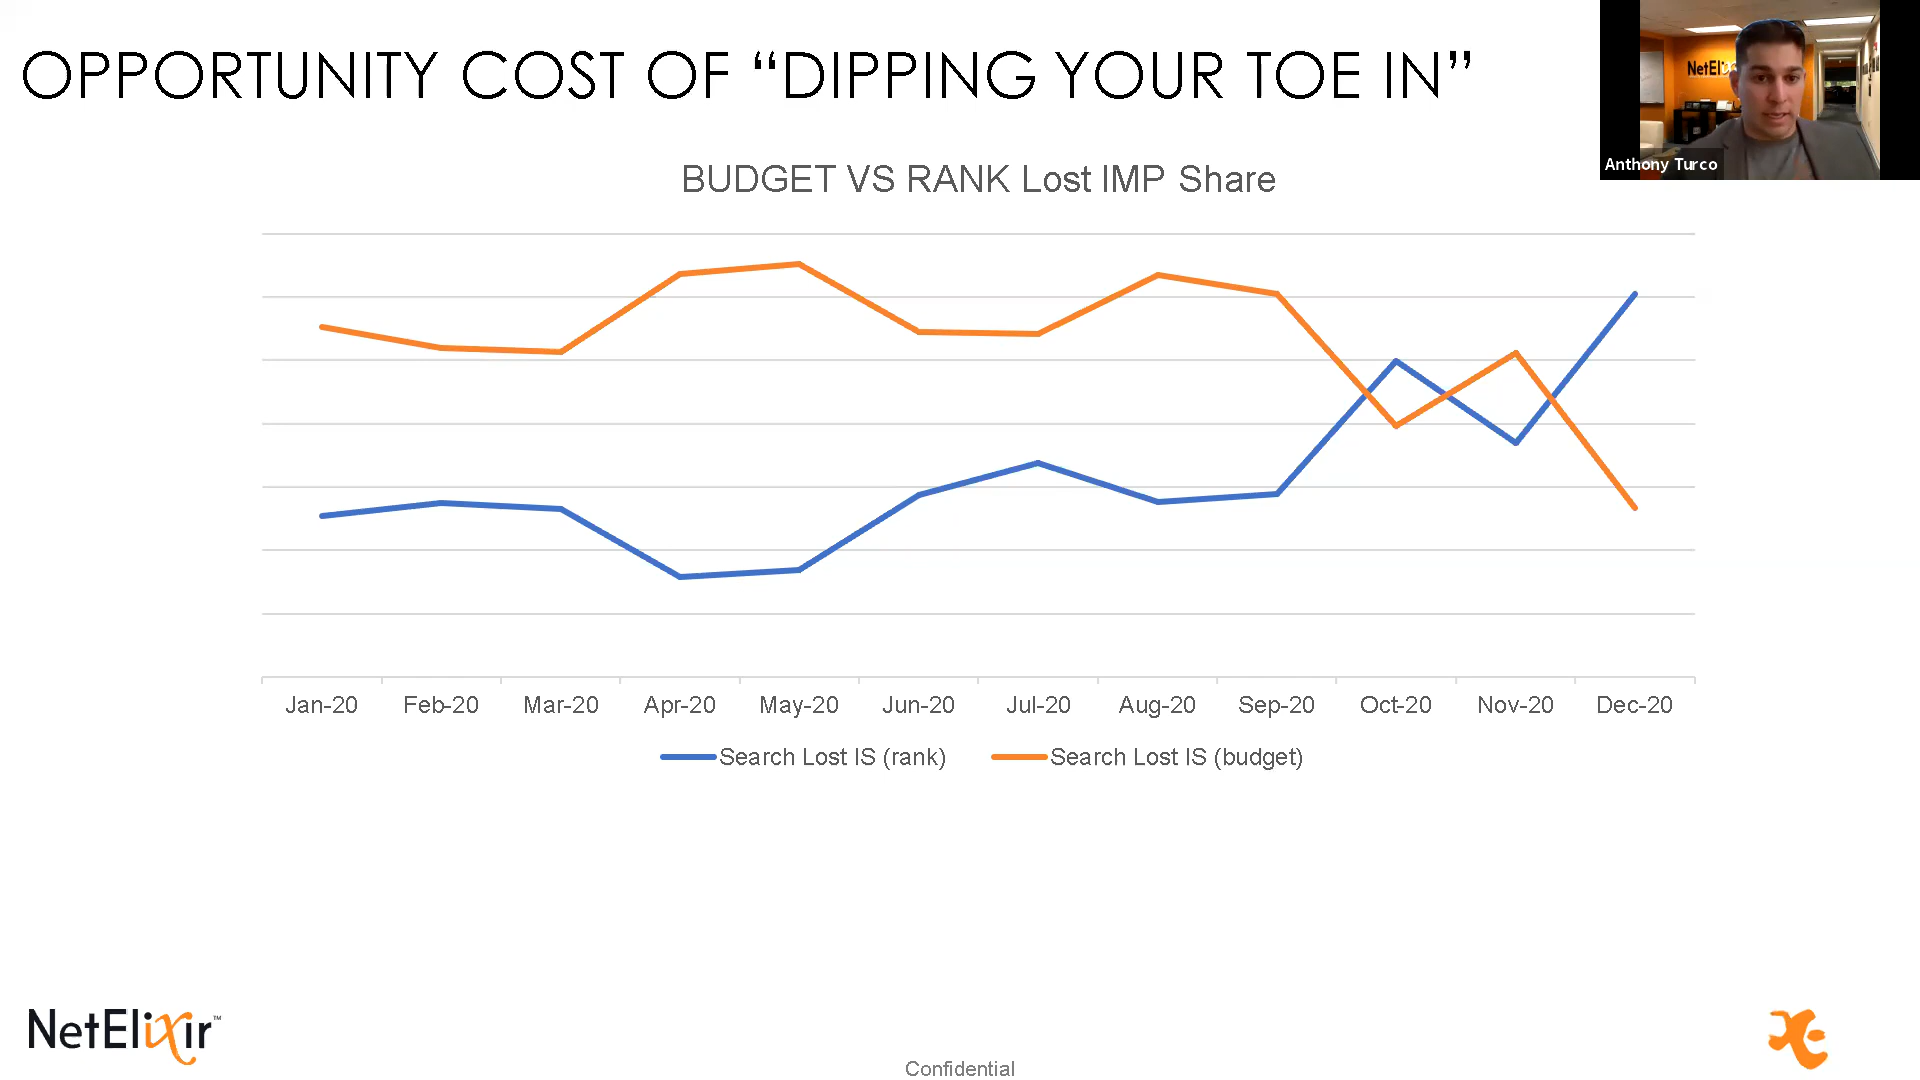 OPPORTUNITY COST OF “DIPPING YOUR TOE IN”
Anthony Turco
BUDGET VS RANK Lost IMP Share
Jan-20 Feb-20 Mar-20 Apr-20 May-20 Jun-20 Jul-20 Aug-20 Sep-20 Oct-20 Nov-20 Dec-20
Search Lost IS (rank) Search Lost IS (budget)
NetElixir™
Confidential